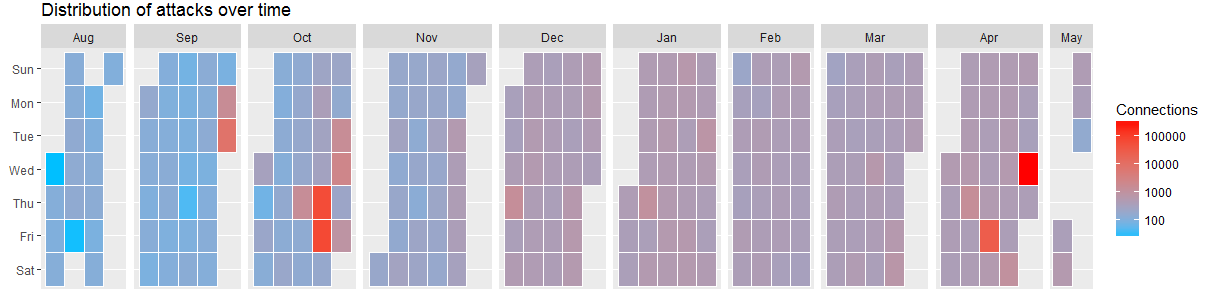 Distribution of attacks over time
Aug Sep Oct Nov Dec Jan Feb Mar Apr May
Sun
Mon
Tue
Wed
Thu
Fri
Sat
Connections
100000
10000
1000
100